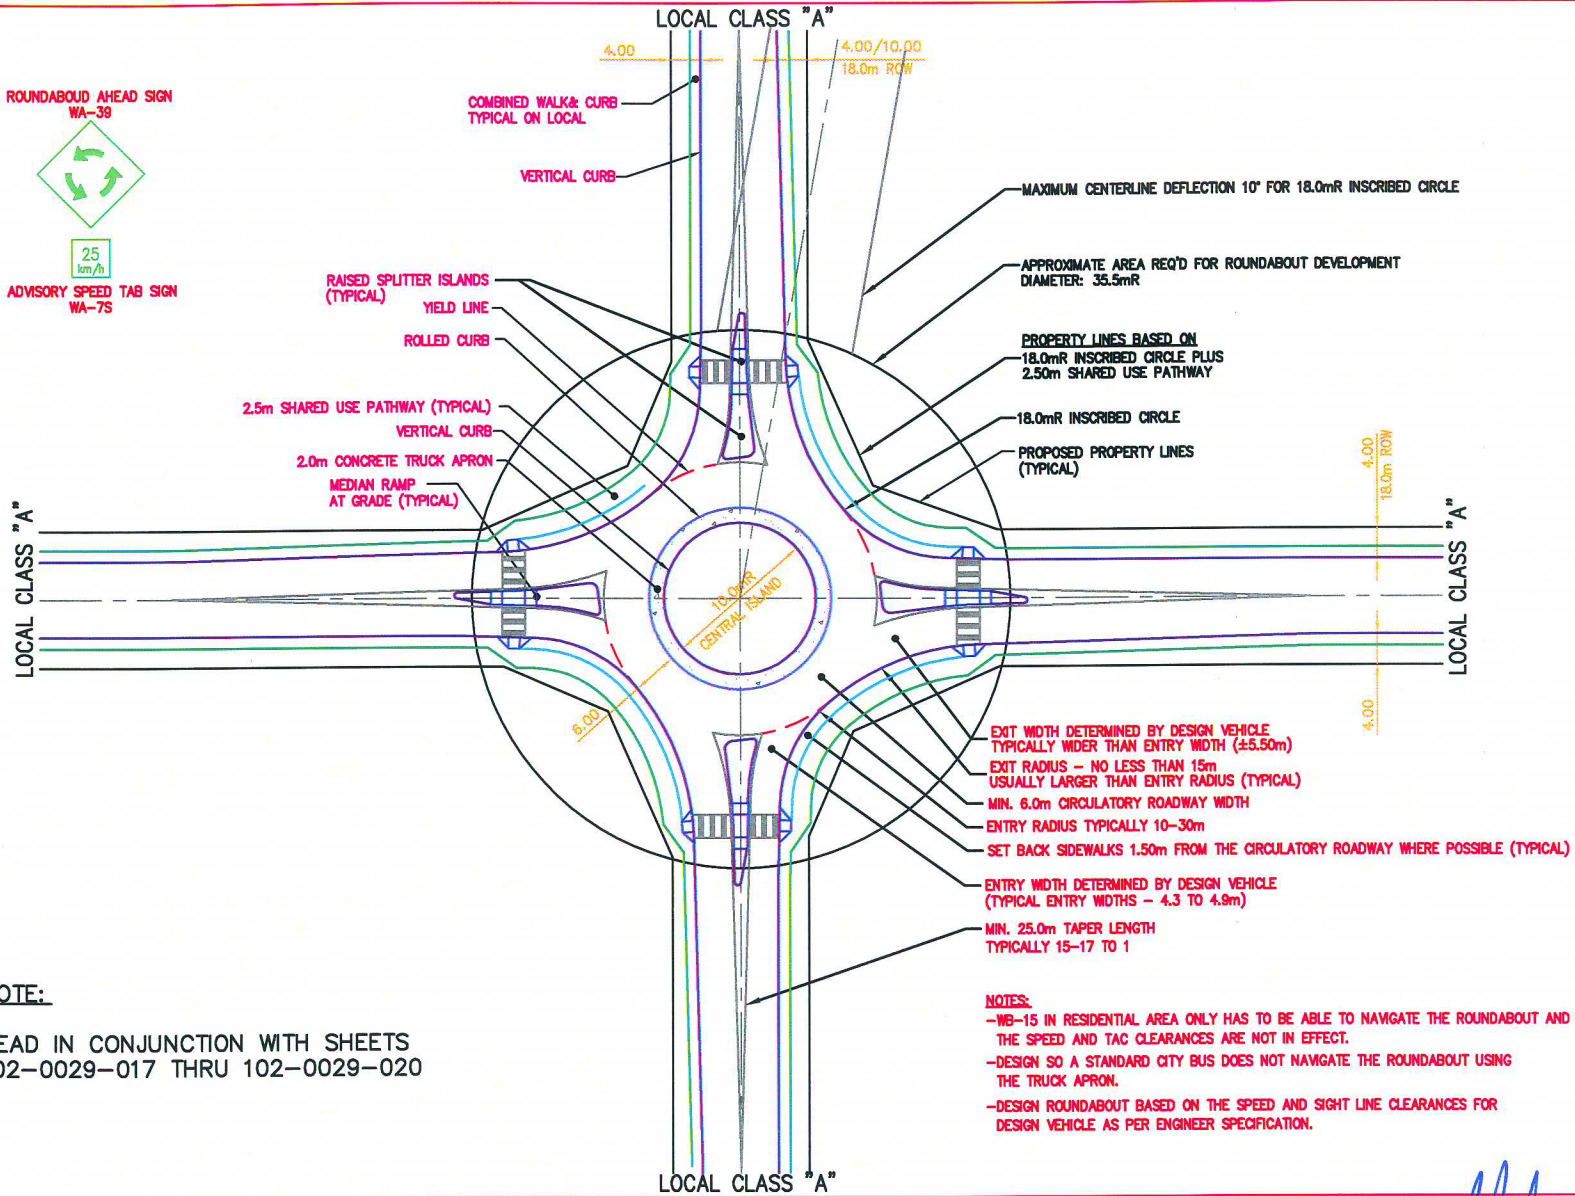 LOCAL CLASS "A"
4.00
4.00/10.00
18.0m ROW
ROUNDABOUD AHEAD SIGN
WA-39
25
km/h
ADVISORY SPEED TAB SIGN
WA-7S
COMBINED WALK& CURB
TYPICAL ON LOCAL
VERTICAL CURB
RAISED SPLITTER ISLANDS
(TYPICAL)
YIELD LINE
ROLLED CURB
2.5m SHARED USE PATHWAY (TYPICAL)
VERTICAL CURB
2.0m CONCRETE TRUCK APRON
MEDIAN RAMP
AT GRADE (TYPICAL)
MAXIMUM CENTERLINE DEFLECTION 10° FOR 18.0mR INSCRIBED CIRCLE
APPROXIMATE AREA REQ'D FOR ROUNDABOUT DEVELOPMENT
DIAMETER: 35.5mR
PROPERTY LINES BASED ON
18.0mR INSCRIBED CIRCLE PLUS
2.50m SHARED USE PATHWAY
18.0mR INSCRIBED CIRCLE
PROPOSED PROPERTY LINES
(TYPICAL)
4.00
18.0m ROW
4.00
LOCAL CLASS "A"
LOCAL CLASS "A"
10.0mR
CENTRAL ISLAND
6.00
EXIT WIDTH DETERMINED BY DESIGN VEHICLE
TYPICALLY WIDER THAN ENTRY WIDTH (±5.50m)
EXIT RADIUS - NO LESS THAN 15m
USUALLY LARGER THAN ENTRY RADIUS (TYPICAL)
MIN. 6.0m CIRCULATORY ROADWAY WIDTH
ENTRY RADIUS TYPICALLY 10-30m
SET BACK SIDEWALKS 1.50m FROM THE CIRCULATORY ROADWAY WHERE POSSIBLE (TYPICAL)
ENTRY WIDTH DETERMINED BY DESIGN VEHICLE
(TYPICAL ENTRY WIDTHS - 4.3 TO 4.9m)
MIN. 25.0m TAPER LENGTH
TYPICALLY 15-17 TO 1
OTE:
EAD IN CONJUNCTION WITH SHEETS
02-0029-017 THRU 102-0029-020
NOTES:
-WB-15 IN RESIDENTIAL AREA ONLY HAS TO BE ABLE TO NAVIGATE THE ROUNDABOUT AND
THE SPEED AND TAC CLEARANCES ARE NOT IN EFFECT.
-DESIGN SO A STANDARD CITY BUS DOES NOT NAVIGATE THE ROUNDABOUT USING
THE TRUCK APRON.
-DESIGN ROUNDABOUT BASED ON THE SPEED AND SIGHT LINE CLEARANCES FOR
DESIGN VEHICLE AS PER ENGINEER SPECIFICATION.
LOCAL CLASS "A"